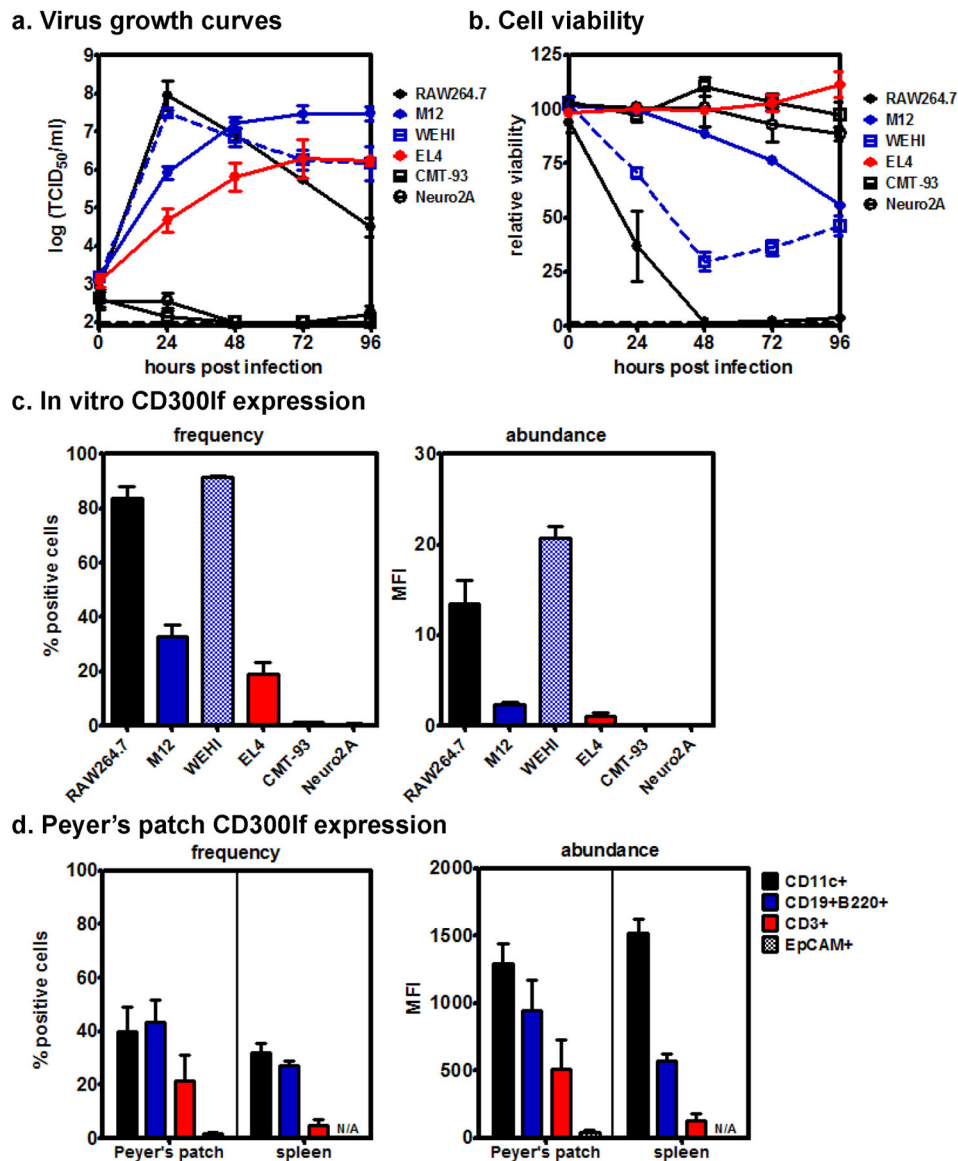 a. Virus growth curves
b. Cell viability
9
8
7
6
5
4
3
2
log (TCID50/ml)
0 24 48 72 96
hours post infection
RAW264.7
M12
WEHI
EL4
CMT-93
Neuro2A
125
100
75
50
25
0
relative viability
0 24 48 72 96
hours post infection
RAW264.7
M12
WEHI
EL4
CMT-93
Neuro2A
c. In vitro CD300lf expression
frequency
100
80
60
40
20
0
% positive cells
RAW264.7
M12
WEHI
EL4
CMT-93
Neuro2A
abundance
30
20
10
0
MFI
RAW264.7
M12
WEHI
EL4
CMT-93
Neuro2A
d. Peyer's patch CD300lf expression
frequency
100
80
60
40
20
0
% positive cells
N/A
Peyer's patch spleen
abundance
2000
1500
1000
500
0
MFI
N/A
Peyer's patch spleen
CD11c+
CD19+B220+
CD3+
EpCAM+